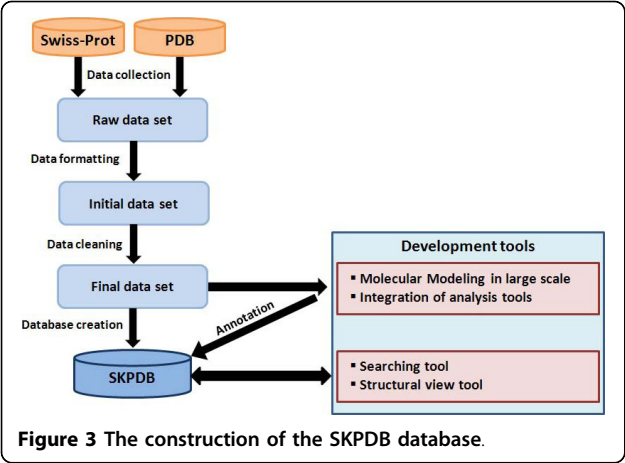 Swiss-Prot
PDB
Data collection
Raw data set
Data formatting
Initial data set
Data cleaning
Final data set
Database creation
Annotation
SKPDB
Development tools
▪ Molecular Modeling in large scale
▪ Integration of analysis tools
▪ Searching tool
▪ Structural view tool
Figure 3 The construction of the SKPDB database.